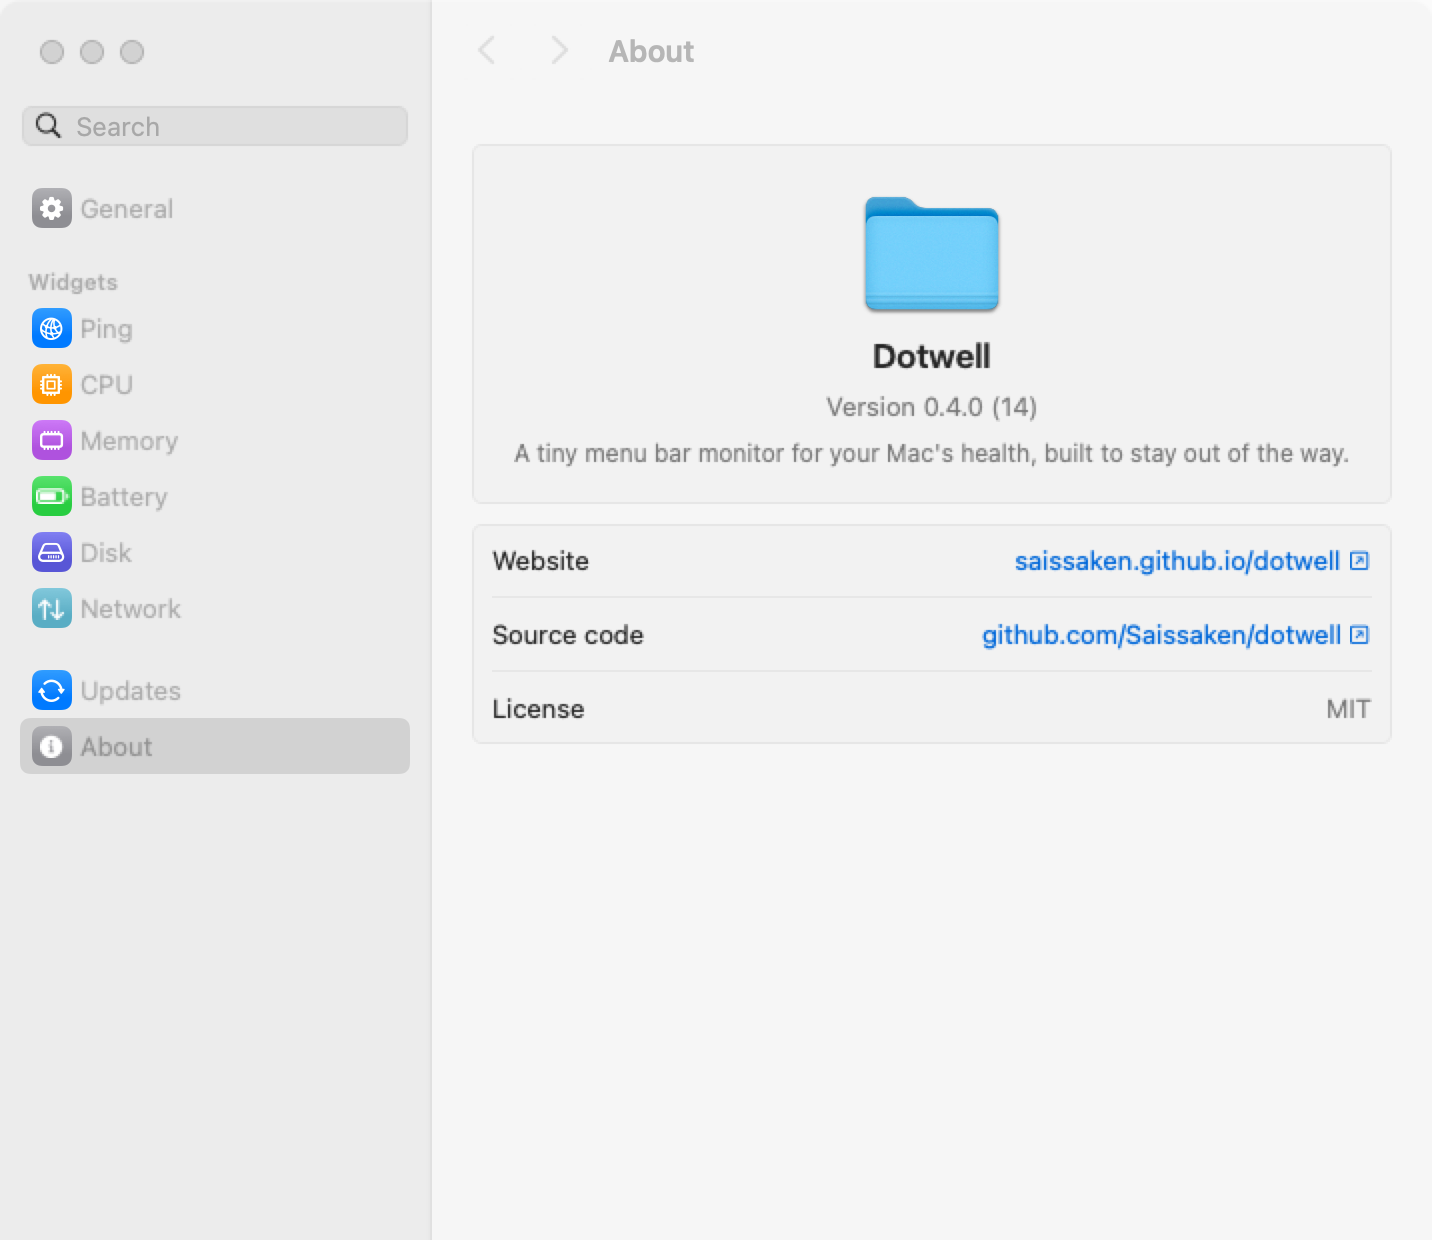 About
Search
General
Widgets
Ping
CPU
Memory
Battery
Disk
Network
Updates
About
Dotwell
Version 0.4.0 (14)
A tiny menu bar monitor for your Mac's health, built to stay out of the way.
Website
saissaken.github.io/dotwell
Source code
github.com/Saissaken/dotwell
License
MIT